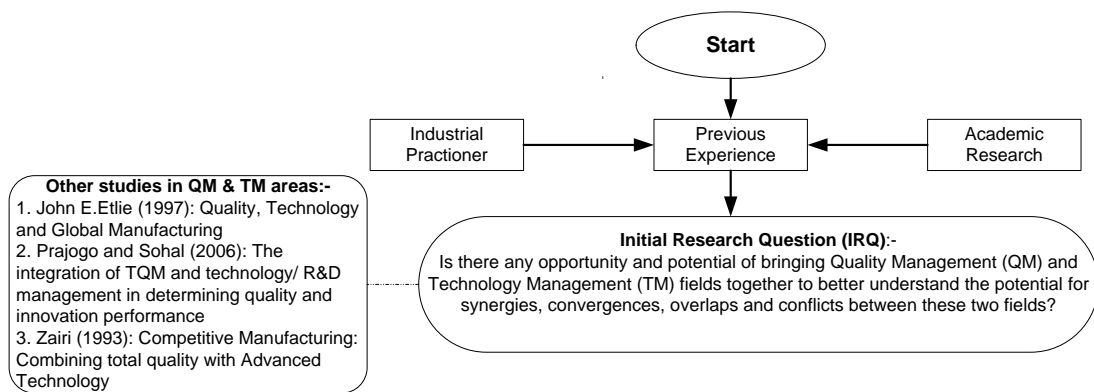 Start
Industrial
Practioner
Previous
Experience
Academic
Research
Other studies in QM & TM areas:-
1. John E.Etlie (1997): Quality, Technology
and Global Manufacturing
2. Prajogo and Sohal (2006): The
integration of TQM and technology/ R&D
management in determining quality and
innovation performance
3. Zairi (1993): Competitive Manufacturing:
Combining total quality with Advanced
Technology
Initial Research Question (IRQ):-
Is there any opportunity and potential of bringing Quality Management (QM) and
Technology Management (TM) fields together to better understand the potential for
synergies, convergences, overlaps and conflicts between these two fields?